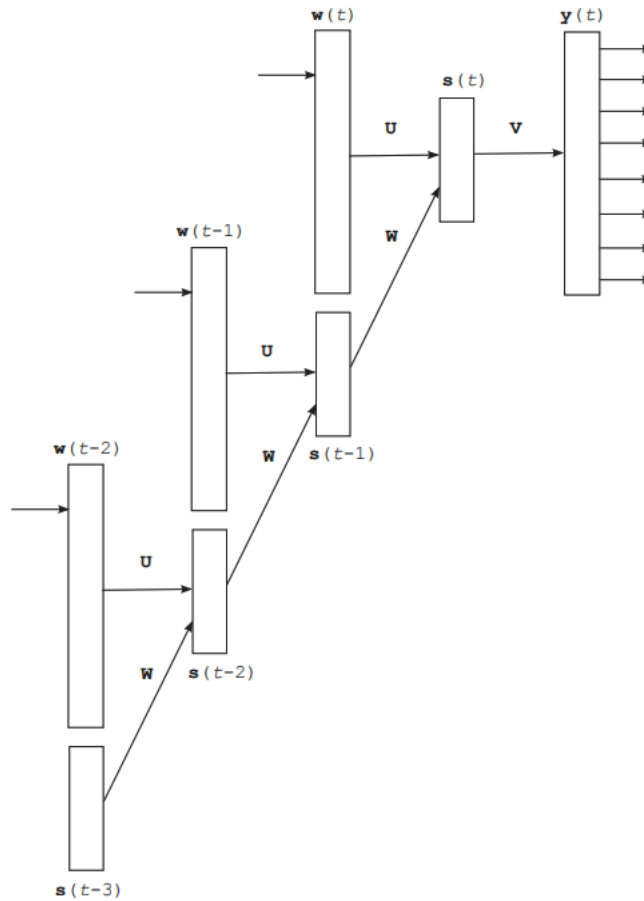 w(t)
y(t)
s(t)
U
V
w(t-1)
W
U
w(t-2)
W
s(t-1)
U
W
s(t-2)
s(t-3)